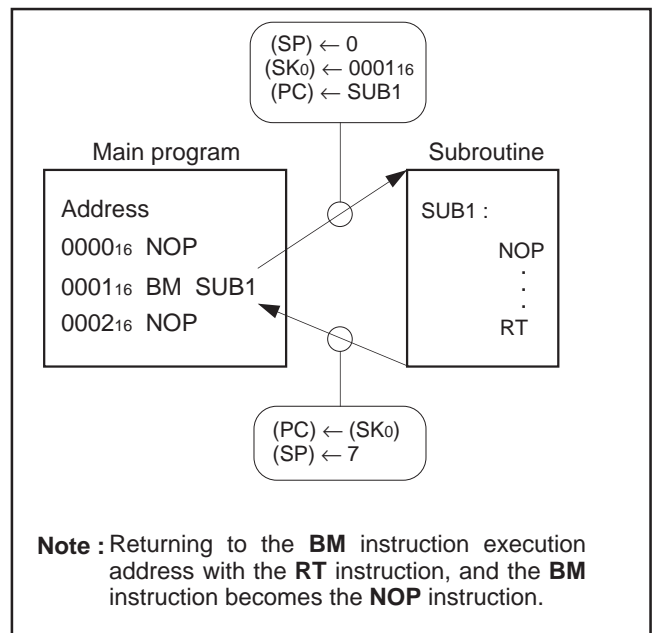 (SP) ← 0
(SK0) ← 000116
(PC) ← SUB1
Main program
Subroutine
Address
000016 NOP
000116 BM SUB1
000216 NOP
SUB1 :
NOP
.
.
.
RT
(PC) ← (SK0)
(SP) ← 7
Note : Returning to the BM instruction execution
address with the RT instruction, and the BM
instruction becomes the NOP instruction.